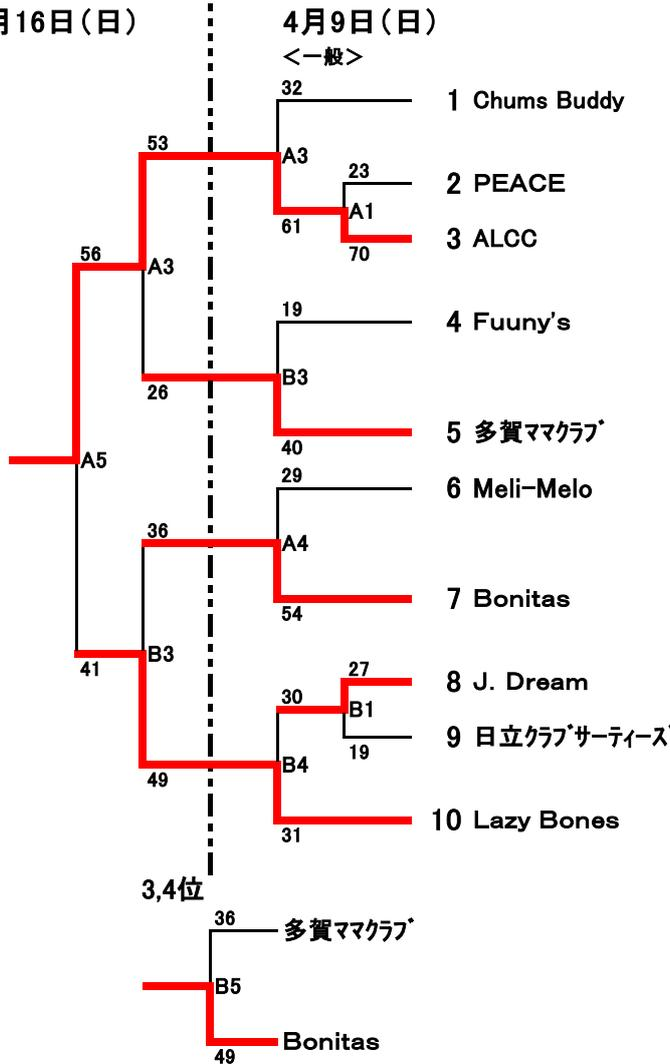 月16日（日）
4月9日（日）
＜一般＞
32
1 Chums Buddy
53
A3
23
2 PEACE
A1
61
3 ALCC
70
56
A3
19
4 Fuuny's
B3
26
40
5 多賀ママクラブ
A5
29
6 Meli-Melo
36
A4
54
7 Bonitas
41
B3
27
8 J. Dream
30
B1
19
9 日立クラブサーティーズ
49
B4
31
10 Lazy Bones
3,4位
36
多賀ママクラブ
B5
49
Bonitas